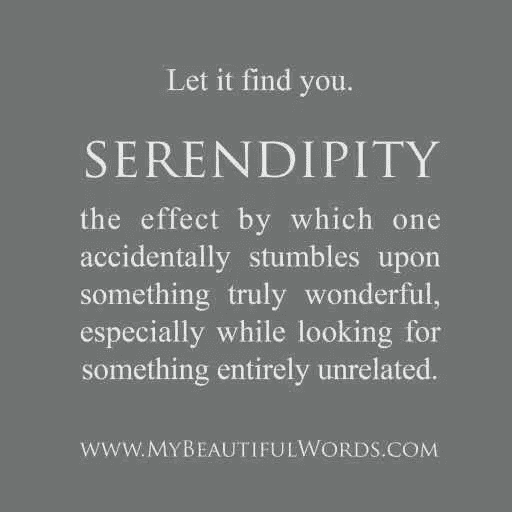 Let it find you.
SERENDIPITY
the effect by which one
accidentally stumbles upon
something truly wonderful,
especially while looking for
something entirely unrelated.
www.MyBeautifulWords.com